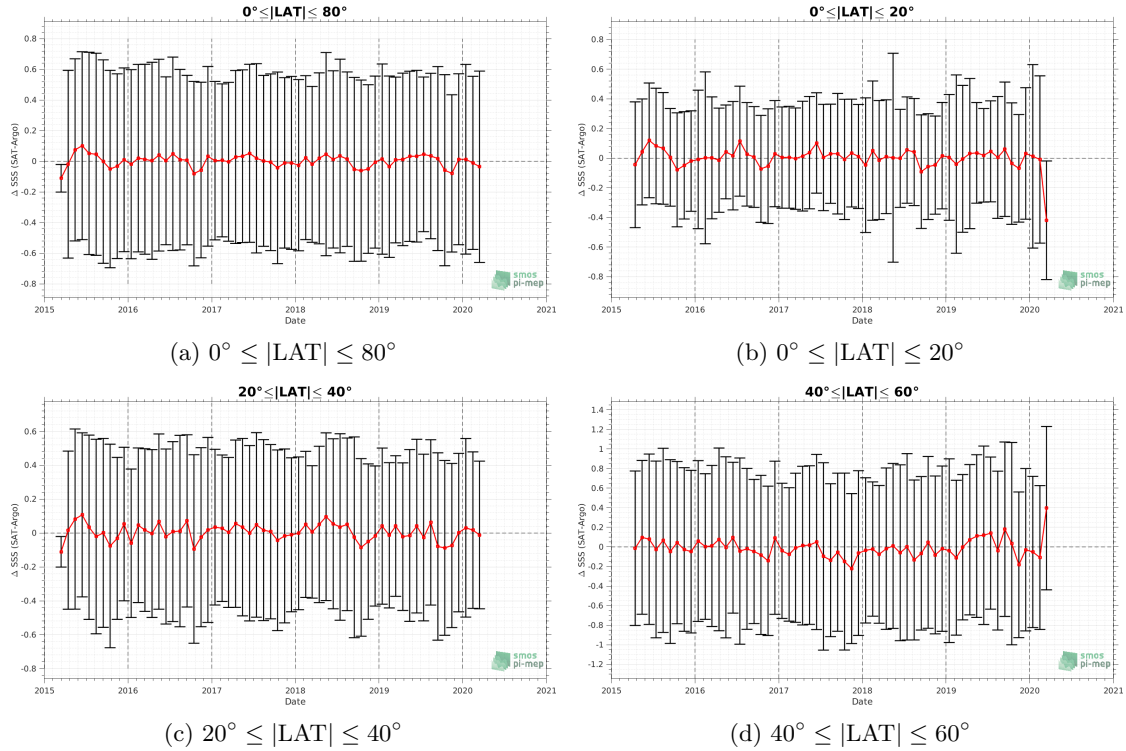 0°≤|LAT|≤ 80°
0.8
0.6
0.4
0.2
0
-0.2
-0.4
-0.6
-0.8
Δ SSS (SAT-Argo)
2015 2016 2017 2018 2019 2020 2021
Date
smos
pi-mep
(a) 0° ≤ |LAT| ≤ 80°
0°≤|LAT|≤ 20°
0.8
0.6
0.4
0.2
0
-0.2
-0.4
-0.6
-0.8
Δ SSS (SAT-Argo)
2016 2017 2018 2019 2020 2021
Date
smos
pi-mep
(b) 0° ≤ |LAT| ≤ 20°
20°≤|LAT|≤ 40°
0.6
0.4
0.2
0
-0.2
-0.4
-0.6
-0.8
Δ SSS (SAT-Argo)
2015 2016 2017 2018 2019 2020 2021
Date
smos
pi-mep
(c) 20° ≤ |LAT| ≤ 40°
40°≤|LAT|≤ 60°
1.4
1.2
1
0.8
0.6
0.4
0.2
0
-0.2
-0.4
-0.6
-0.8
-1
-1.2
Δ SSS (SAT-Argo)
2015 2016 2017 2018 2019 2020 2021
Date
smos
pi-mep
(d) 40° ≤ |LAT| ≤ 60°